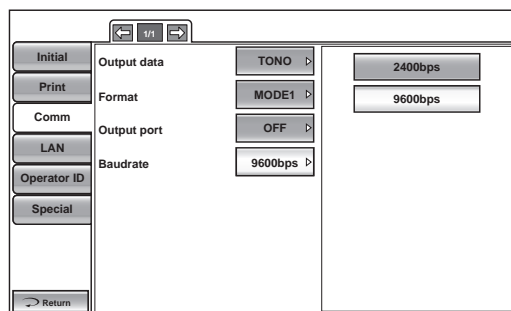 1/1
Initial
Print
Comm
LAN
Operator ID
Special
Return
Output data TONO
Format MODE1
Output port OFF
Baudrate 9600bps
2400bps
9600bps